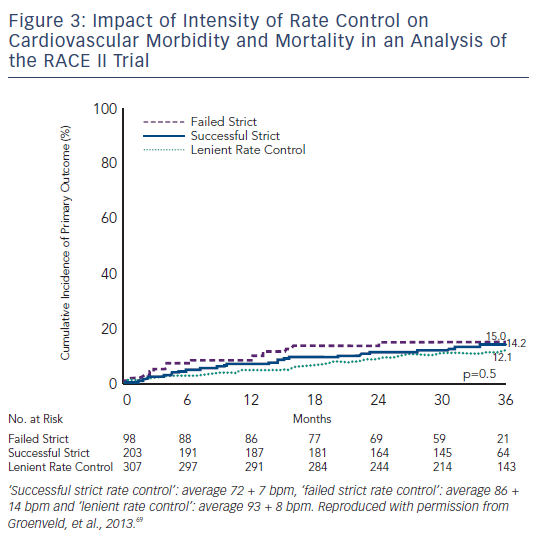 Figure 3: Impact of Intensity of Rate Control on
Cardiovascular Morbidity and Mortality in an Analysis of
the RACE II Trial
Cumulative Incidence of Primary Outcome (%)
100
80
60
40
20
0
Failed Strict
Successful Strict
Lenient Rate Control
15.0
14.2
12.1
p=0.5
0 6 12 18 24 30 36
No. at Risk Months
Failed Strict 98 88 86 77 69 59 21
Successful Strict 203 191 187 181 164 145 64
Lenient Rate Control 307 297 291 284 244 214 143
‘Successful strict rate control’: average 72 + 7 bpm, ‘failed strict rate control’: average 86 +
14 bpm and ‘lenient rate control’: average 93 + 8 bpm. Reproduced with permission from
Groenveld, et al., 2013.⁶⁹